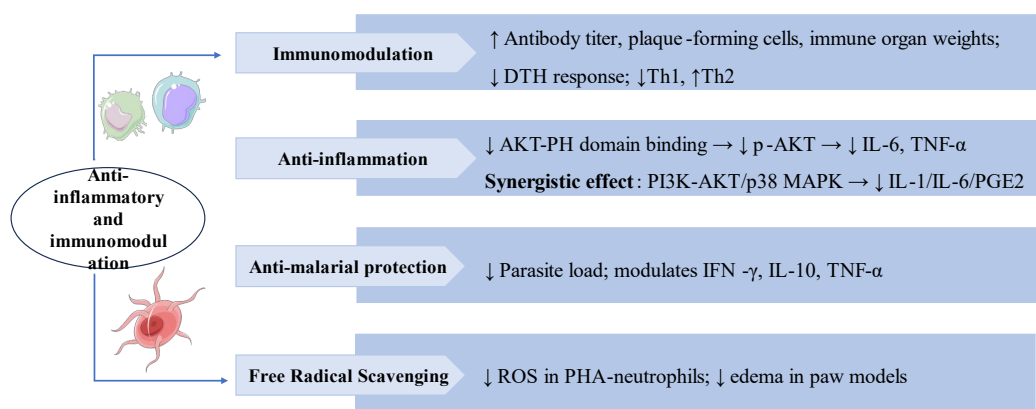 Anti-
inflammatory
and
immunomodul
ation
Immunomodulation
↑ Antibody titer, plaque-forming cells, immune organ weights;
↓ DTH response; ↓Th1, ↑Th2
Anti-inflammation
↓ AKT-PH domain binding → ↓ p-AKT → ↓ IL-6, TNF-α
Synergistic effect: PI3K-AKT/p38 MAPK → ↓ IL-1/IL-6/PGE2
Anti-malarial protection
↓ Parasite load; modulates IFN -γ, IL-10, TNF-α
Free Radical Scavenging
↓ ROS in PHA-neutrophils; ↓ edema in paw models